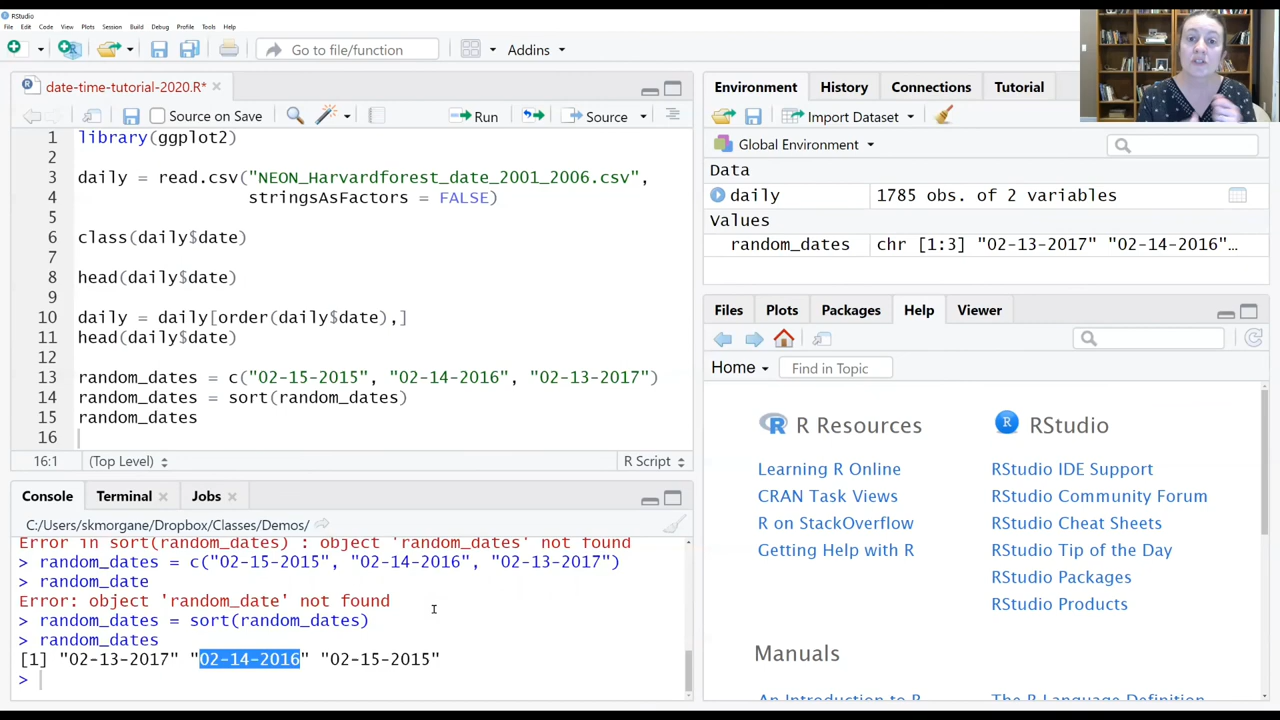 RStudio
File Edit Code View Plots Session Build Debug Profile Tools Help
Go to file/function
Addins
date-time-tutorial-2020.R*
Source on Save
Run
Source
1 library(ggplot2)
2
3 daily = read.csv("NEON_Harvardforest_date_2001_2006.csv",
4 stringsAsFactors = FALSE)
5
6 class(daily$date)
7
8 head(daily$date)
9
10 daily = daily[order(daily$date),]
11 head(daily$date)
12
13 random_dates = c("02-15-2015", "02-14-2016", "02-13-2017")
14 random_dates = sort(random_dates)
15 random_dates
16
16:1 (Top Level) R Script
Console Terminal Jobs
C:/Users/skmorgane/Dropbox/Classes/Demos/
Error in sort(random_dates) : object 'random_dates' not found
> random_dates = c("02-15-2015", "02-14-2016", "02-13-2017")
> random_date
Error: object 'random_date' not found
> random_dates = sort(random_dates)
> random_dates
[1] "02-13-2017" "02-14-2016" "02-15-2015"
>
Environment History Connections Tutorial
Import Dataset
Global Environment
Data
daily 1785 obs. of 2 variables
Values
random_dates chr [1:3] "02-13-2017" "02-14-2016"…
Files Plots Packages Help Viewer
Home Find in Topic
R Resources
Learning R Online
CRAN Task Views
R on StackOverflow
Getting Help with R
RStudio
RStudio IDE Support
RStudio Community Forum
RStudio Cheat Sheets
RStudio Tip of the Day
RStudio Packages
RStudio Products
Manuals
An Introduction to R
The R Language Definition